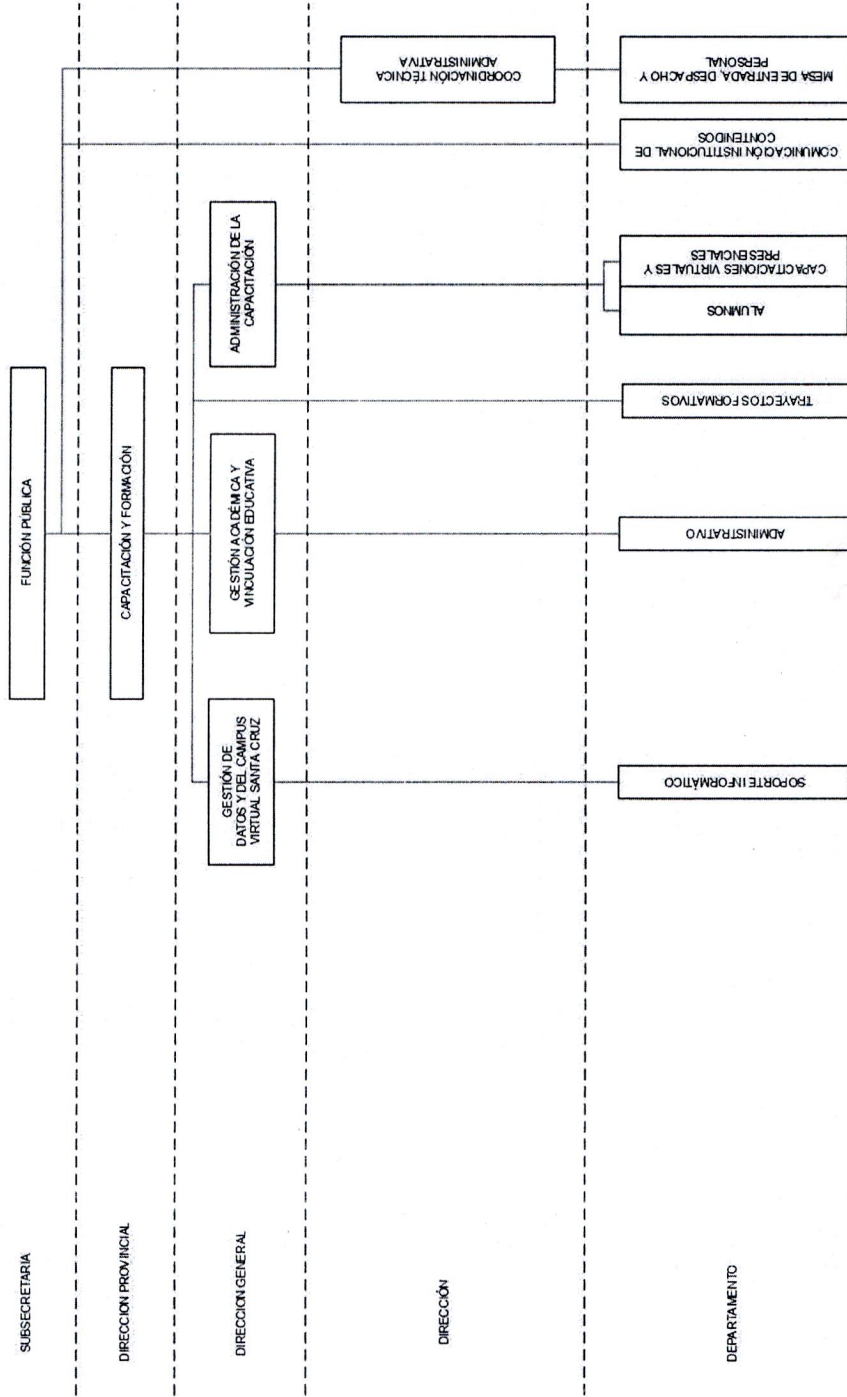 SUBSECRETARIA
FUNCIÓN PÚBLICA
DIRECCION PROVINCIAL
CAPACITACIÓN Y FORMACIÓN
DIRECCION GENERAL
GESTIÓN DE
DATOS Y DEL CAMPUS
VIRTUAL SANTA CRUZ
GESTIÓN ACADÉMICA Y
VINCULACIÓN EDUCATIVA
ADMINISTRACIÓN DE LA
CAPACITACIÓN
DIRECCIÓN
COORDINACIÓN TÉCNICA
ADMINISTRATIVA
DEPARTAMENTO
SOPORTE INFORMÁTICO
ADMINISTRATIVO
TRAYECTOS FORMATIVOS
ALUMNOS
CAPACITACIONES VIRTUALES Y
PRESENCIALES
COMUNICACIÓN INSTITUCIONAL DE
CONTENIDOS
MESA DE ENTRADA, DESPACHO Y
PERSONAL